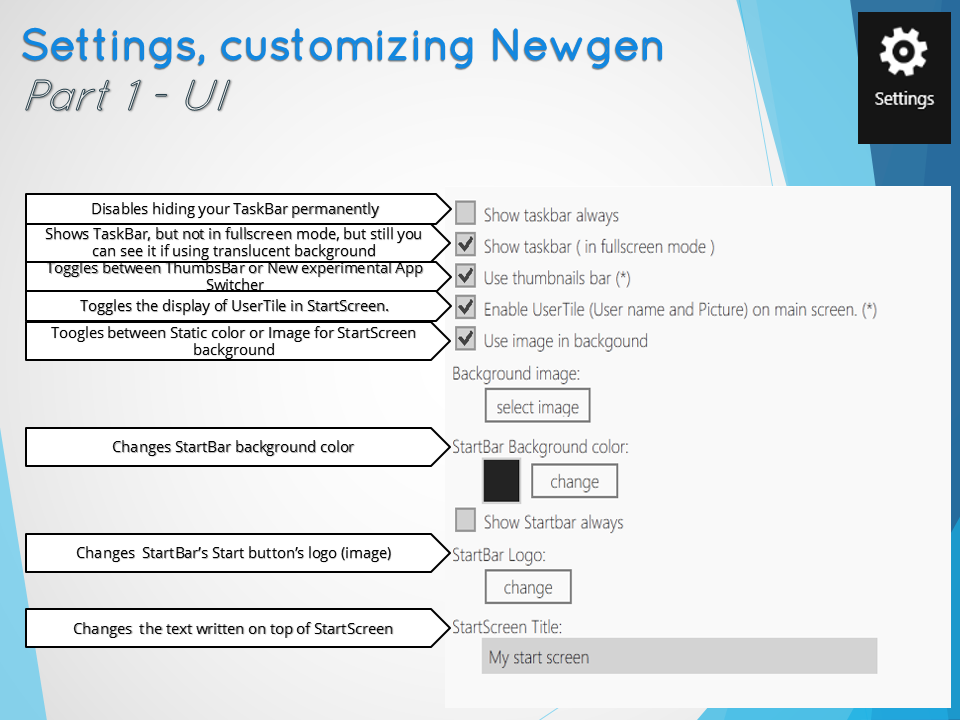 Settings, customizing Newgen
Part 1 - UI
Settings
Disables hiding your TaskBar permanently
Shows TaskBar, but not in fullscreen mode, but still you
can see it if using translucent background
Toggles between ThumbsBar or New experimental App
Switcher
Toggles the display of UserTile in StartScreen.
Toogles between Static color or Image for StartScreen
background
Changes StartBar background color
Changes  StartBar’s Start button’s logo (image)
Changes  the text written on top of StartScreen
Show taskbar always
Show taskbar ( in fullscreen mode )
Use thumbnails bar (*)
Enable UserTile (User name and Picture) on main screen. (*)
Use image in backgound
Background image:
select image
StartBar Background color:
change
Show Startbar always
StartBar Logo:
change
StartScreen Title:
My start screen